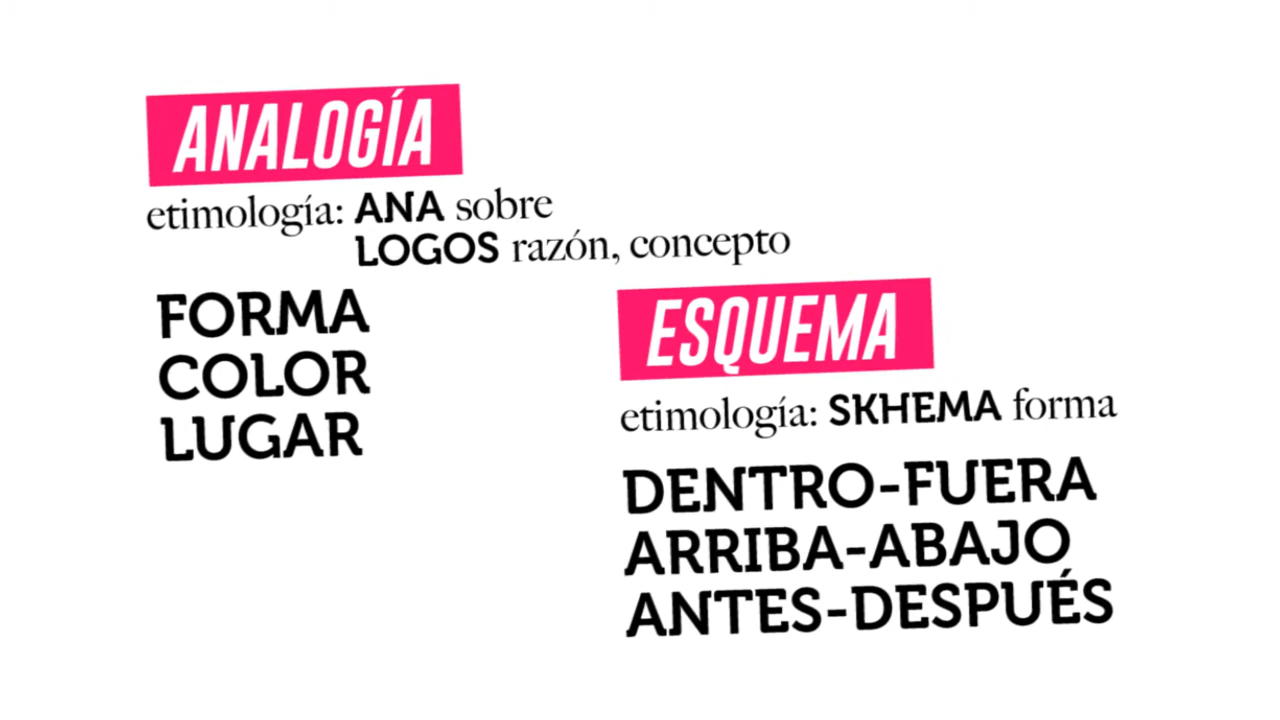 ANALOGÍA
etimología: ANA sobre
LOGOS razón, concepto
FORMA
COLOR
LUGAR
ESQUEMA
etimología: SKHEMA forma
DENTRO-FUERA
ARRIBA-ABAJO
ANTES-DESPUÉS